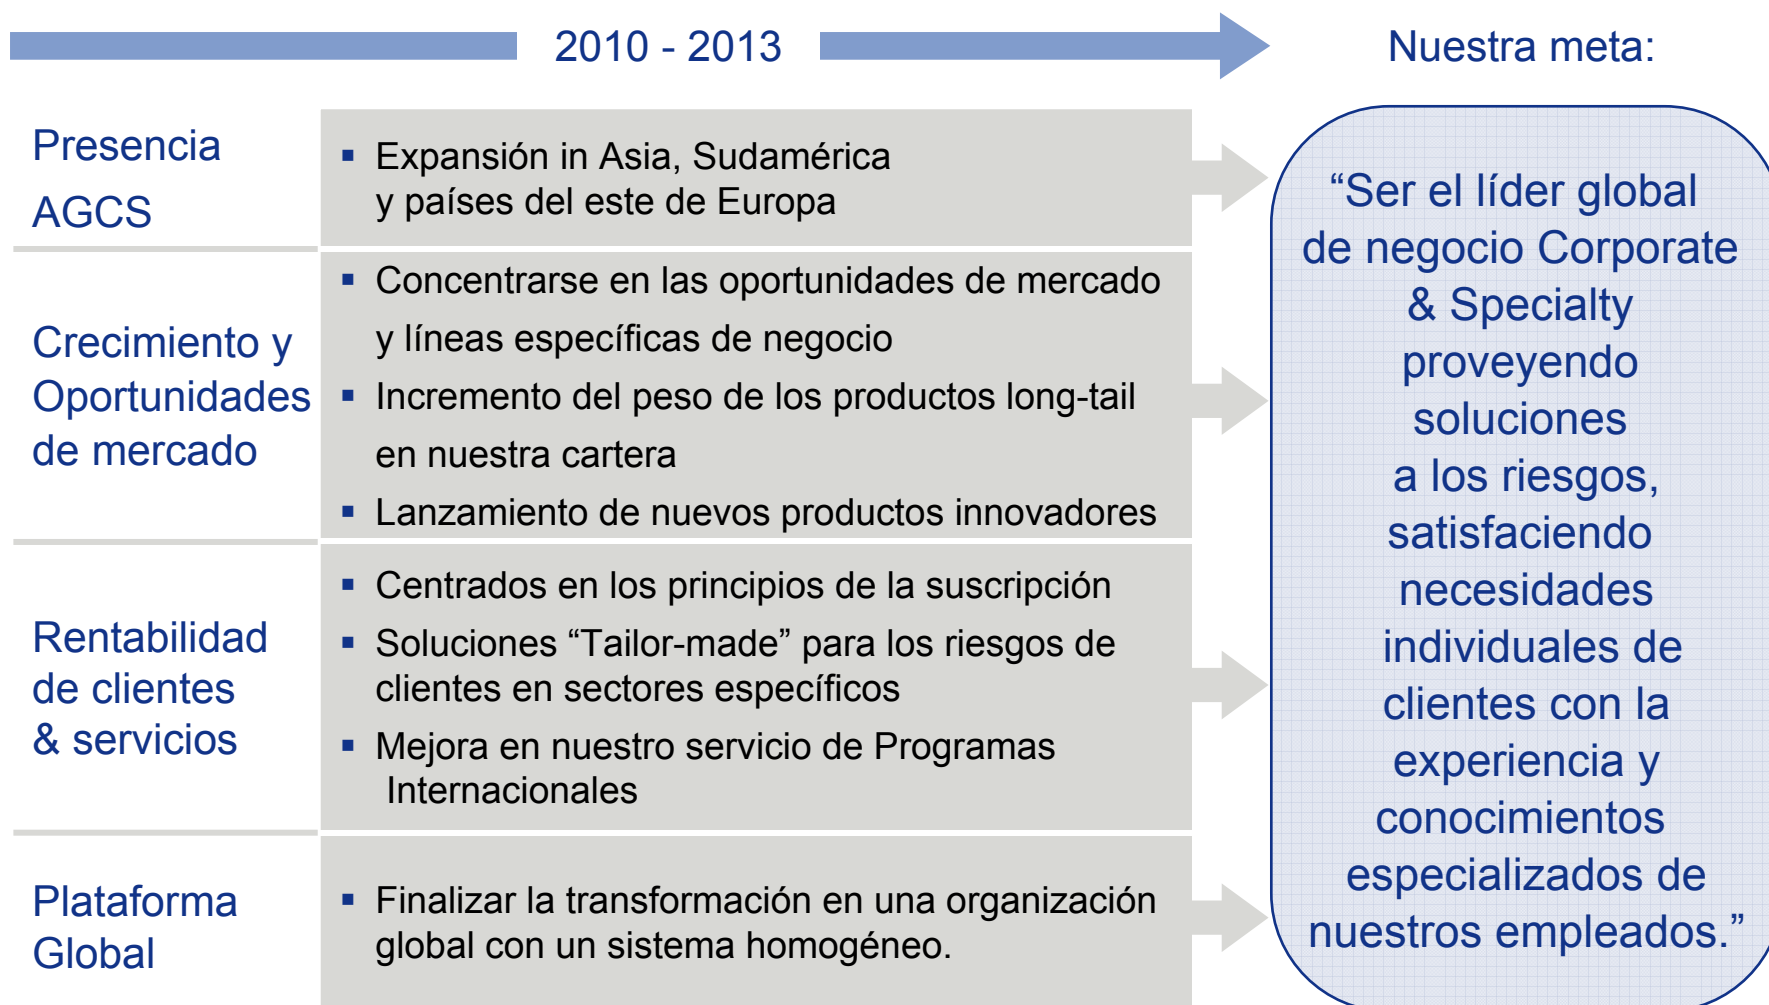 2010 - 2013
Nuestra meta:
Presencia
AGCS
▪ Expansión in Asia, Sudamérica
y países del este de Europa
Crecimiento y
Oportunidades
de mercado
▪ Concentrarse en las oportunidades de mercado
y líneas específicas de negocio
▪ Incremento del peso de los productos long-tail
en nuestra cartera
▪ Lanzamiento de nuevos productos innovadores
Rentabilidad
de clientes
& servicios
▪ Centrados en los principios de la suscripción
▪ Soluciones “Tailor-made” para los riesgos de
clientes en sectores específicos
▪ Mejora en nuestro servicio de Programas
Internacionales
Plataforma
Global
▪ Finalizar la transformación en una organización
global con un sistema homogéneo.
“Ser el líder global
de negocio Corporate
& Specialty
proveyendo
soluciones
a los riesgos,
satisfaciendo
necesidades
individuales de
clientes con la
experiencia y
conocimientos
especializados de
nuestros empleados.”